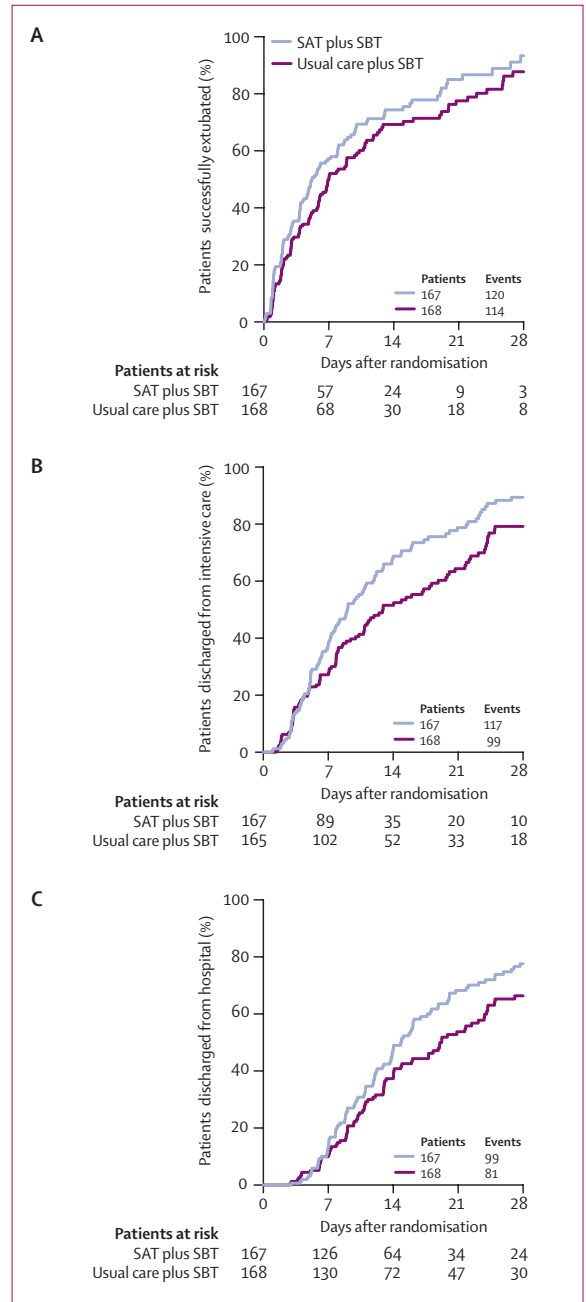 A
Patients successfully extubated (%)
100
80
60
40
20
0
SAT plus SBT
Usual care plus SBT
Patients Events
167 120
168 114
0 7 14 21 28
Days after randomisation
Patients at risk
SAT plus SBT 167 57 24 9 3
Usual care plus SBT 168 68 30 18 8
B
Patients discharged from intensive care (%)
100
80
60
40
20
0
Patients Events
167 117
168 99
0 7 14 21 28
Days after randomisation
Patients at risk
SAT plus SBT 167 89 35 20 10
Usual care plus SBT 165 102 52 33 18
C
Patients discharged from hospital (%)
100
80
60
40
20
0
Patients Events
167 99
168 81
0 7 14 21 28
Days after randomisation
Patients at risk
SAT plus SBT 167 126 64 34 24
Usual care plus SBT 168 130 72 47 30